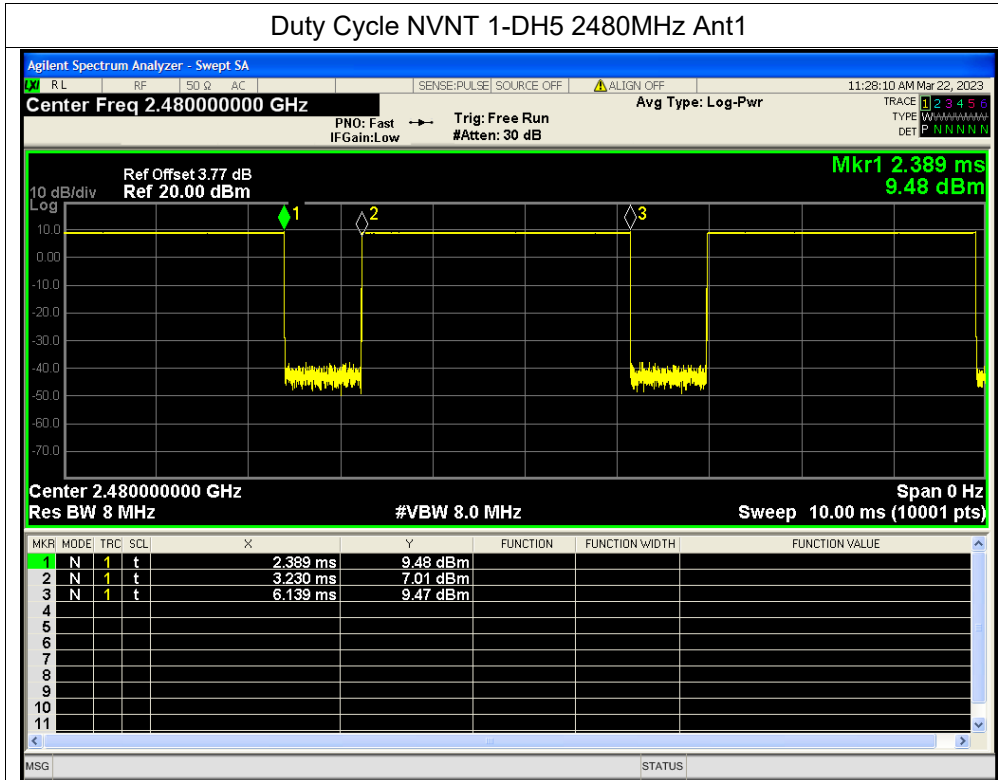 Duty Cycle NVNT 1-DH5 2480MHz Ant1
Agilent Spectrum Analyzer - Swept SA
LXI RL RF 50 Ω AC SENSE:PULSE SOURCE OFF ALIGN OFF 11:28:10 AM Mar 22, 2023
Center Freq 2.480000000 GHz Avg Type: Log-Pwr TRACE 1 2 3 4 5 6
PNO: Fast Trig: Free Run TYPE WWWWWW
IFGain:Low #Atten: 30 dB DET P N N N N N
Mkr1 2.389 ms
9.48 dBm
Ref Offset 3.77 dB
10 dB/div Ref 20.00 dBm
Log
1 2 3
10.0
0.00
-10.0
-20.0
-30.0
-40.0
-50.0
-60.0
-70.0
Center 2.480000000 GHz Span 0 Hz
Res BW 8 MHz #VBW 8.0 MHz Sweep 10.00 ms (10001 pts)
MKR MODE TRC SCL X Y FUNCTION FUNCTION WIDTH FUNCTION VALUE
1 N 1 t 2.389 ms 9.48 dBm
2 N 1 t 3.230 ms 7.01 dBm
3 N 1 t 6.139 ms 9.47 dBm
4
5
6
7
8
9
10
11
MSG STATUS